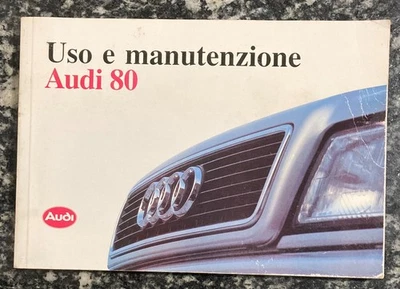 Uso e manutenzione
Audi 80
Audi